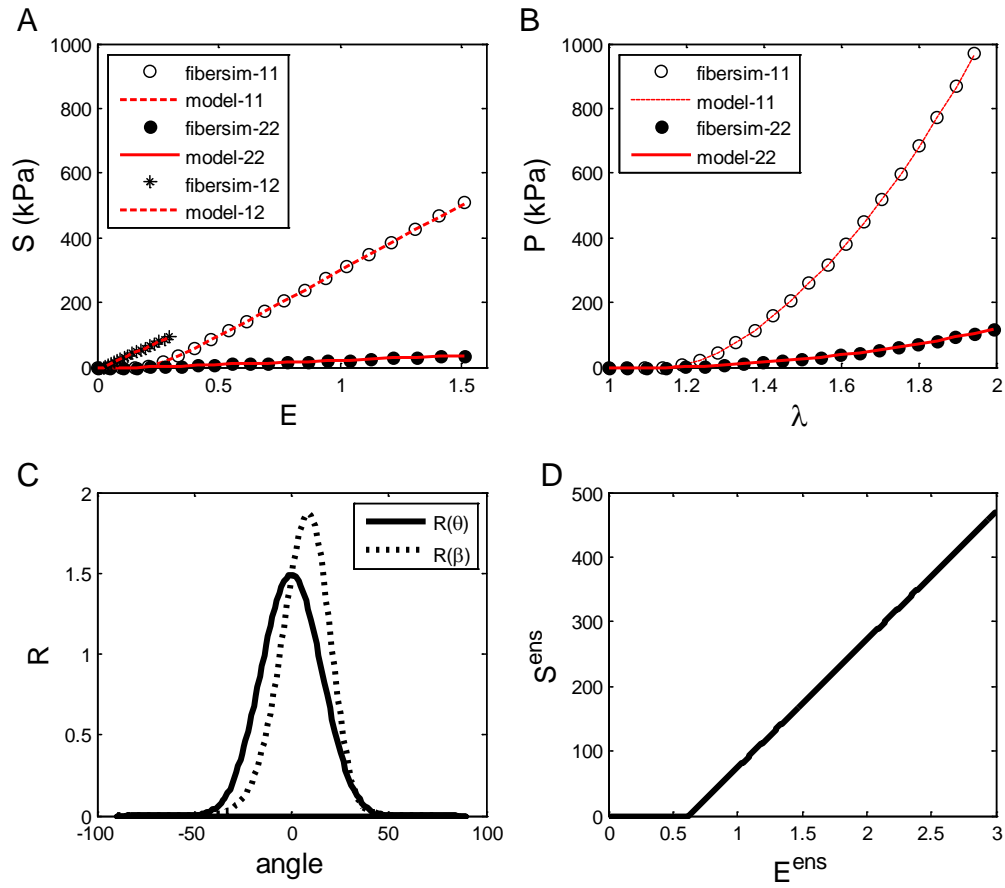 A
S (kPa)
1000
800
600
400
200
0
fibersim-11
model-11
fibersim-22
model-22
fibersim-12
model-12
0 0.5 1 1.5
E
B
P (kPa)
1000
800
600
400
200
0
fibersim-11
model-11
fibersim-22
model-22
1 1.2 1.4 1.6 1.8 2
λ
C
R
2
1.5
1
0.5
0
R(θ)
R(β)
-100 -50 0 50 100
angle
D
S^ens
500
400
300
200
100
0
0 0.5 1 1.5 2 2.5 3
E^ens